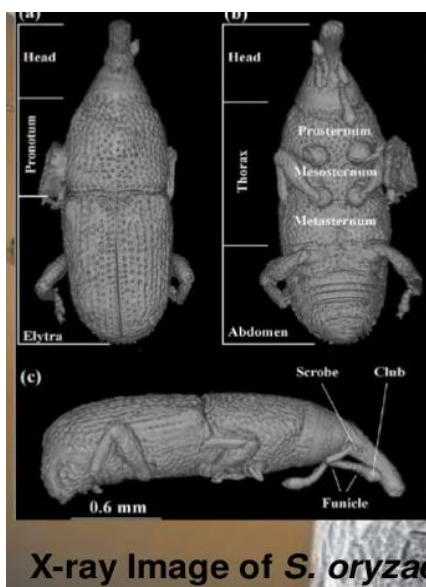 (a)
(b)
Head
Head
Pronotum
Thorax
Prosternum
Mesosternum
Metasternum
Elytra
Abdomen
(c)
Scrobe
Club
Funicle
0.6 mm
X-ray Image of S. oryzae